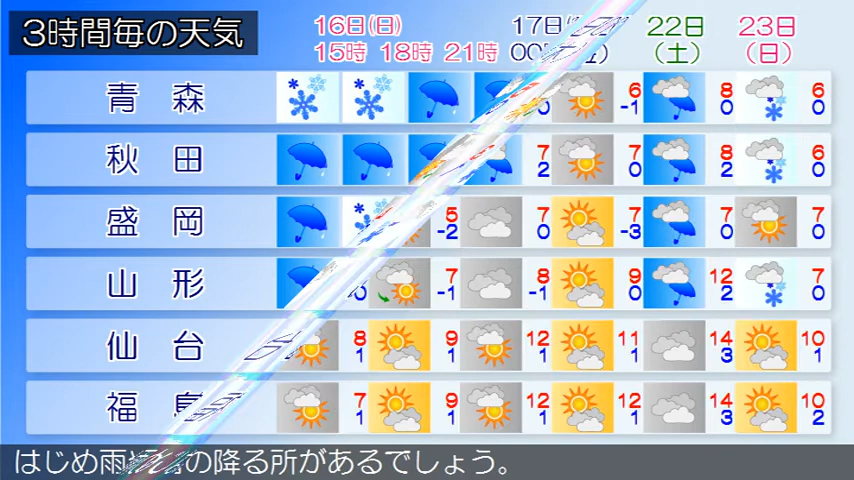 3時間毎の天気
16日(日) 17日 22日 23日
15時 18時 21時 (土) (日)
青森 6 -1 8 0 6 0
秋田 7 2 7 0 8 2 6 0
盛岡 5 -2 7 0 7 -3 7 0 7 0
山形 7 -1 8 -1 9 0 12 2 7 0
仙台 8 1 9 1 12 1 11 1 14 3 10 1
福島 7 1 9 1 12 1 12 1 14 3 10 2
はじめ雨の降る所があるでしょう。